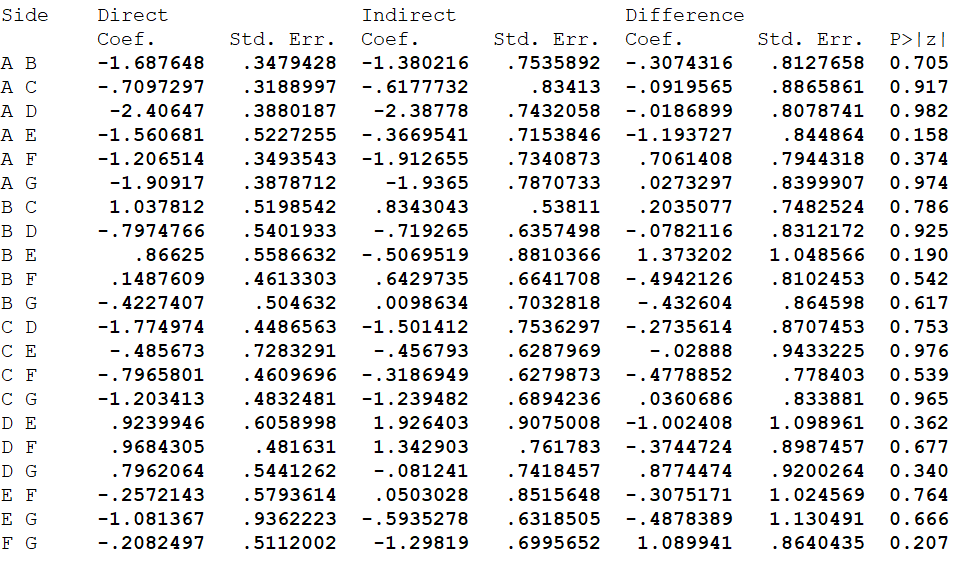 Side Direct Indirect Difference
Coef. Std. Err. Coef. Std. Err. Coef. Std. Err. P>|z|
A B -1.687648 .3479428 -1.380216 .7535892 -.3074316 .8127658 0.705
A C -.7097297 .3188997 -.6177732 .83413 -.0919565 .8865861 0.917
A D -2.40647 .3880187 -2.38778 .7432058 -.0186899 .8078741 0.982
A E -1.560681 .5227255 -.3669541 .7153846 -1.193727 .844864 0.158
A F -1.206514 .3493543 -1.912655 .7340873 .7061408 .7944318 0.374
A G -1.90917 .3878712 -1.9365 .7870733 .0273297 .8399907 0.974
B C 1.037812 .5198542 .8343043 .53811 .2035077 .7482524 0.786
B D -.7974766 .5401933 -.719265 .6357498 -.0782116 .8312172 0.925
B E .86625 .5586632 -.5069519 .8810366 1.373202 1.048566 0.190
B F .1487609 .4613303 .6429735 .6641708 -.4942126 .8102453 0.542
B G -.4227407 .504632 .0098634 .7032818 -.432604 .864598 0.617
C D -1.774974 .4486563 -1.501412 .7536297 -.2735614 .8707453 0.753
C E -.485673 .7283291 -.456793 .6287969 -.02888 .9433225 0.976
C F -.7965801 .4609696 -.3186949 .6279873 -.4778852 .778403 0.539
C G -1.203413 .4832481 -1.239482 .6894236 .0360686 .833881 0.965
D E .9239946 .6058998 1.926403 .9075008 -1.002408 1.098961 0.362
D F .9684305 .481631 1.342903 .761783 -.3744724 .8987457 0.677
D G .7962064 .5441262 -.081241 .7418457 .8774474 .9200264 0.340
E F -.2572143 .5793614 .0503028 .8515648 -.3075171 1.024569 0.764
E G -1.081367 .9362223 -.5935278 .6318505 -.4878389 1.130491 0.666
F G -.2082497 .5112002 -1.29819 .6995652 1.089941 .8640435 0.207